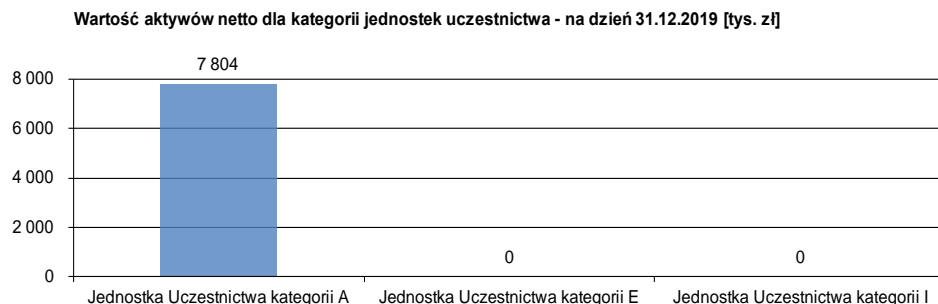 Wartość aktywów netto dla kategorii jednostek uczestnictwa - na dzień 31.12.2019 [tys. zł]
7 804
8 000
6 000
4 000
2 000
0
0
0
Jednostka Uczestnictwa kategorii A
Jednostka Uczestnictwa kategorii E
Jednostka Uczestnictwa kategorii I